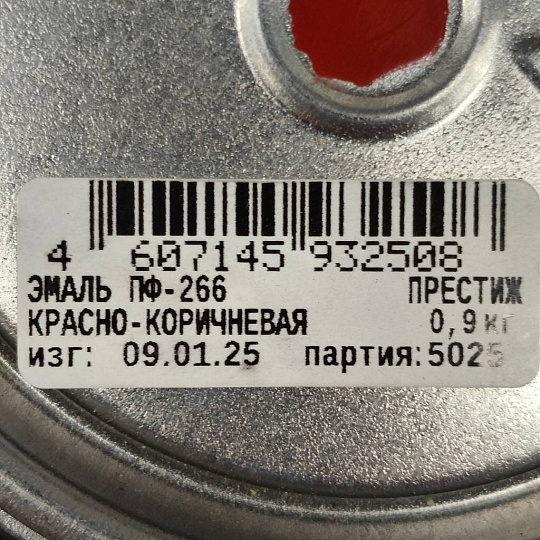 4 607145 932508
ЭМАЛЬ ПФ-266 ПРЕСТИЖ
КРАСНО-КОРИЧНЕВАЯ 0,9 кг
изг: 09.01.25 партия: 5025